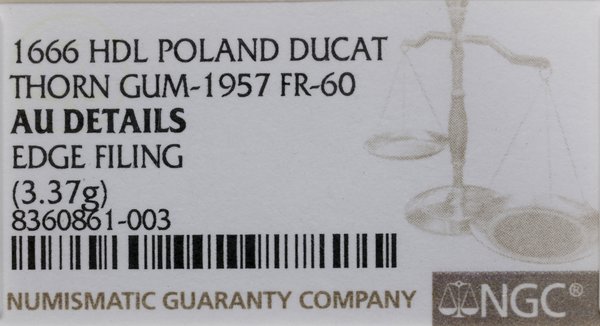 1666 HDL POLAND DUCAT
THORN GUM-1957 FR-60
AU DETAILS
EDGE FILING
(3.37g)
8360861-003
NUMISMATIC GUARANTY COMPANY
NGC®